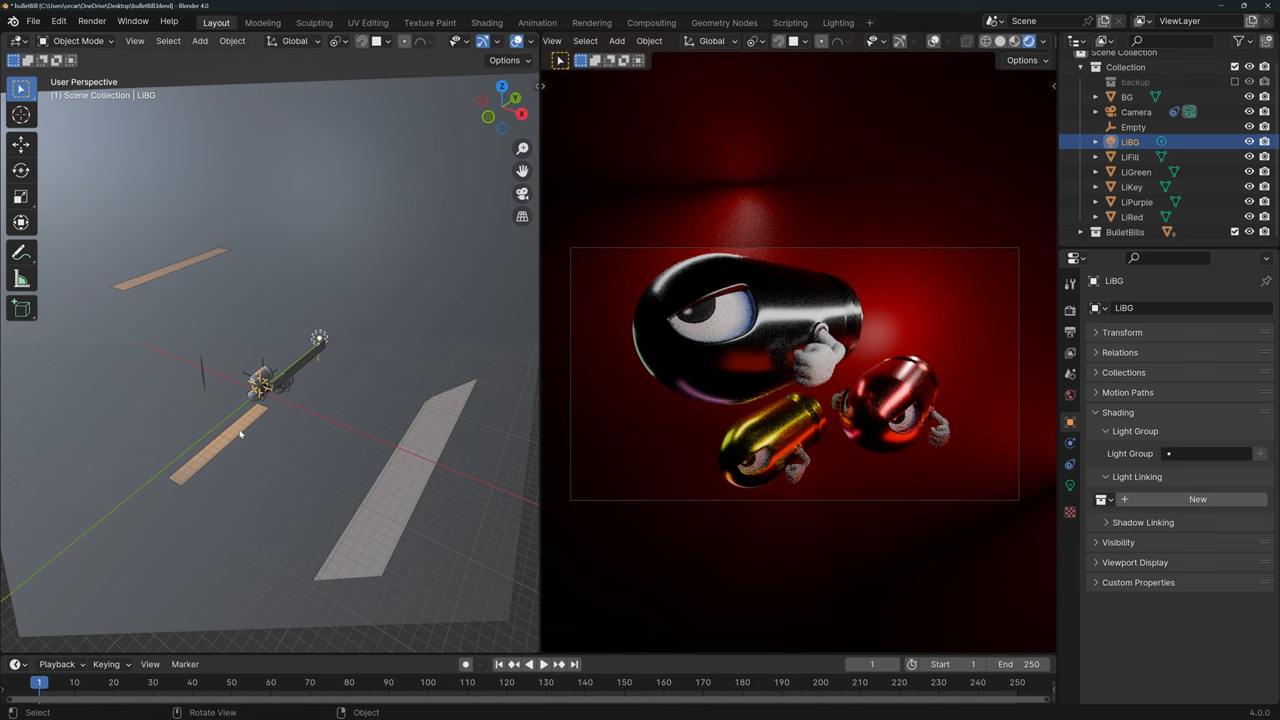 * bulletBill [C:\Users\orcar\OneDrive\Desktop\bulletBill.blend] - Blender 4.0
File Edit Render Window Help
Layout Modeling Sculpting UV Editing Texture Paint Shading Animation Rendering Compositing Geometry Nodes Scripting Lighting +
Scene
ViewLayer
Object Mode View Select Add Object Global
View Select Add Object Global
Options
Options
User Perspective
(1) Scene Collection | LiBG
Z
Y
X
Scene Collection
Collection
backup
BG
Camera
Empty
LiBG
LiFill
LiGreen
LiKey
LiPurple
LiRed
BulletBills
LiBG
LiBG
Transform
Relations
Collections
Motion Paths
Shading
Light Group
Light Group
Light Linking
New
Shadow Linking
Visibility
Viewport Display
Custom Properties
Playback Keying View Marker
1 Start 1 End 250
1 10 20 30 40 50 60 70 80 90 100 110 120 130 140 150 160 170 180 190 200 210 220 230 240 250
Select Rotate View Object 4.0.0